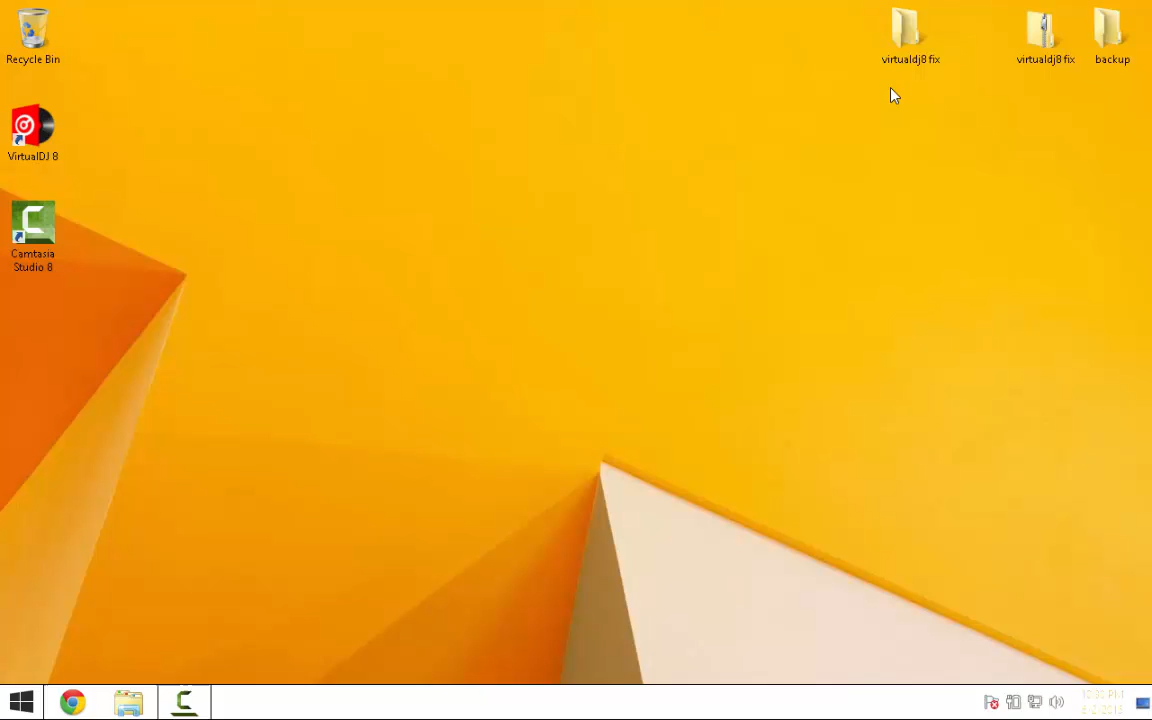 Recycle Bin
virtualdj8 fix
virtualdj8 fix
backup
VirtualDJ 8
Camtasia
Studio 8